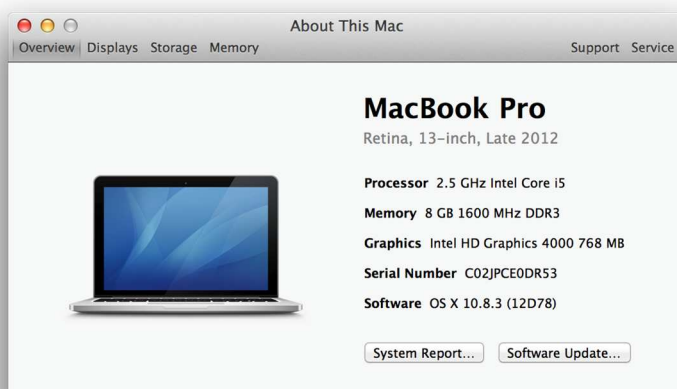 About This Mac
Overview Displays Storage Memory Support Service
MacBook Pro
Retina, 13-inch, Late 2012
Processor 2.5 GHz Intel Core i5
Memory 8 GB 1600 MHz DDR3
Graphics Intel HD Graphics 4000 768 MB
Serial Number C02JPCE0DR53
Software OS X 10.8.3 (12D78)
System Report... Software Update...